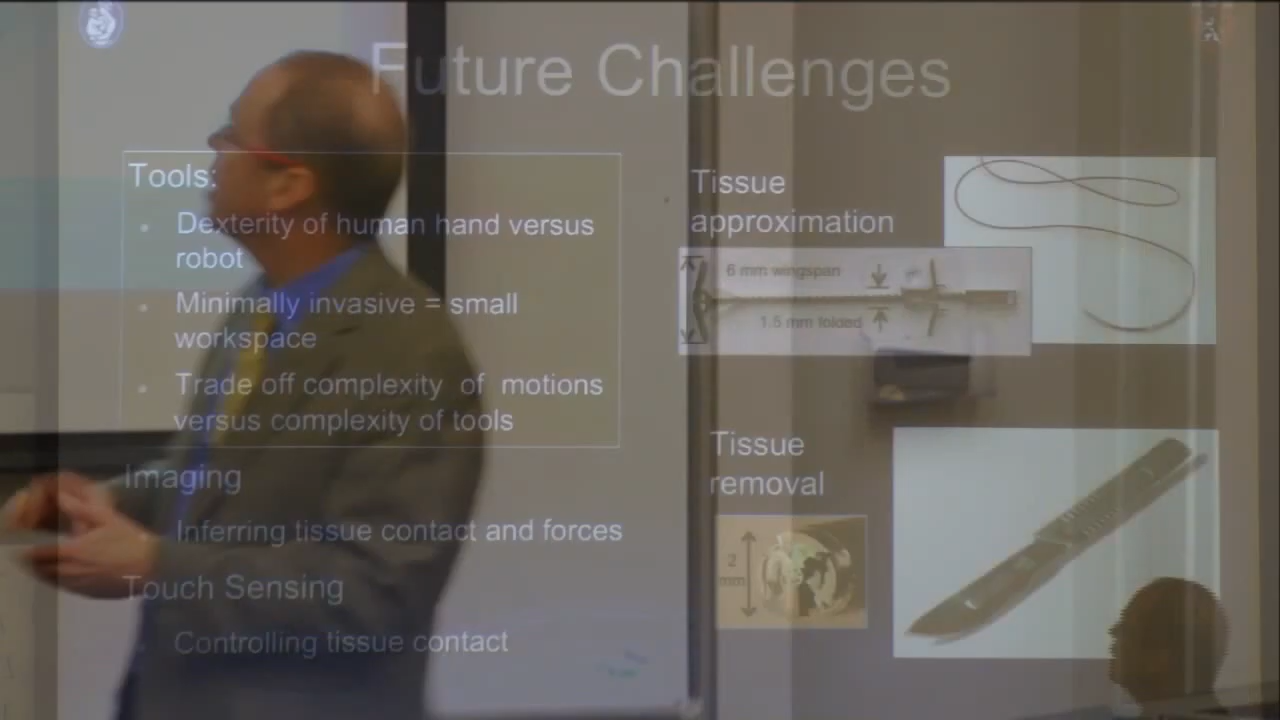 Future Challenges
Tools:
Dexterity of human hand versus
robot
Minimally invasive = small
workspace
Trade off complexity of motions
versus complexity of tools
Imaging
Inferring tissue contact and forces
Touch Sensing
Controlling tissue contact
Tissue
approximation
6 mm wingspan
1.5 mm folded
Tissue
removal
2
mm